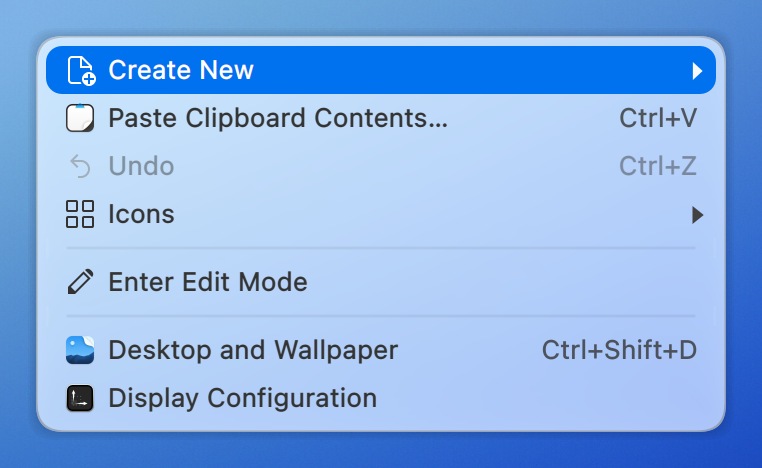 Create New
Paste Clipboard Contents... Ctrl+V
Undo Ctrl+Z
Icons
Enter Edit Mode
Desktop and Wallpaper Ctrl+Shift+D
Display Configuration